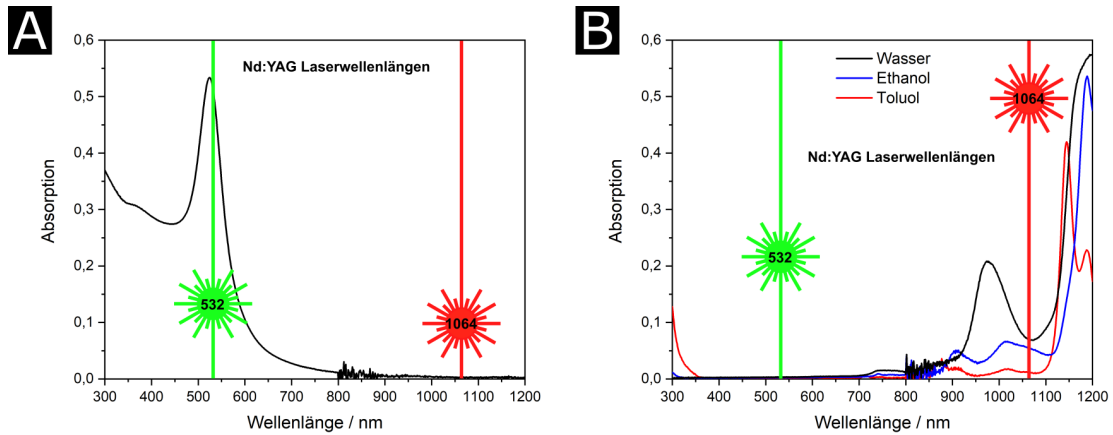 A
Absorption
0,6
0,5
0,4
0,3
0,2
0,1
0,0
Nd:YAG Laserwellenlängen
532
1064
300 400 500 600 700 800 900 1000 1100 1200
Wellenlänge / nm
B
Absorption
0,6
0,5
0,4
0,3
0,2
0,1
0,0
Wasser
Ethanol
Toluol
1064
Nd:YAG Laserwellenlängen
532
300 400 500 600 700 800 900 1000 1100 1200
Wellenlänge / nm